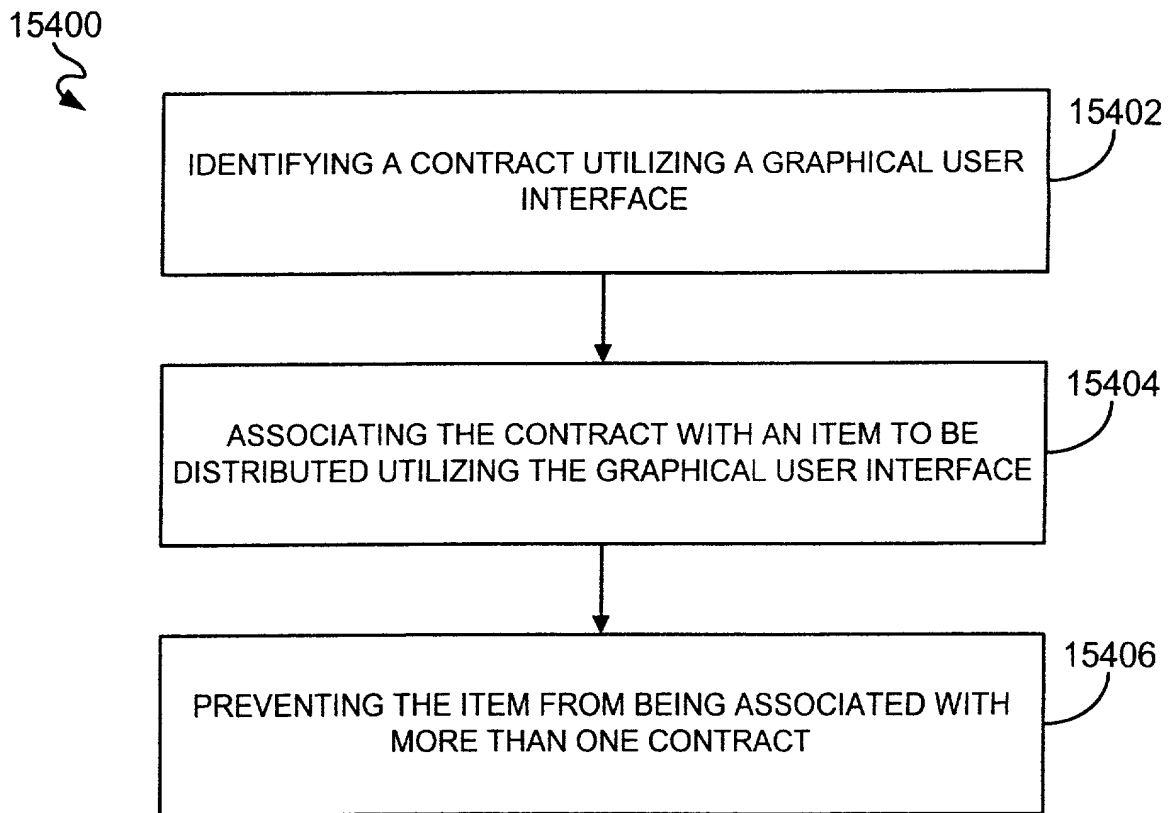 15400
15402
IDENTIFYING A CONTRACT UTILIZING A GRAPHICAL USER
INTERFACE
15404
ASSOCIATING THE CONTRACT WITH AN ITEM TO BE
DISTRIBUTED UTILIZING THE GRAPHICAL USER INTERFACE
15406
PREVENTING THE ITEM FROM BEING ASSOCIATED WITH
MORE THAN ONE CONTRACT